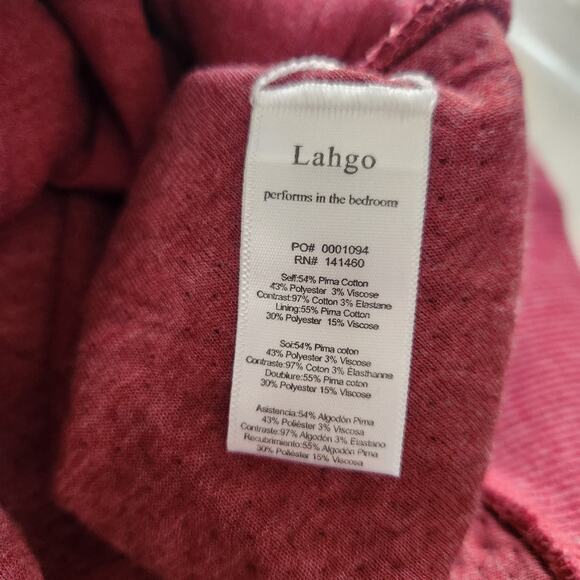 Lahgo
performs in the bedroom
PO# 0001094
RN# 141460
Self:54% Pima Cotton
43% Polyester 3% Viscose
Contrast:97% Cotton 3% Elastane
Lining:55% Pima Cotton
30% Polyester 15% Viscose
Soi:54% Pima coton
43% Polyester 3% Viscose
Contraste:97% Coton 3% Élasthanne
Doublure:55% Pima coton
30% Polyester 15% Viscose
Asistencia:54% Algodón Pima
43% Poliéster 3% Viscosa
Contraste:97% Algodón 3% Elastano
Recubrimiento:55% Algodón Pima
30% Poliéster 15% Viscosa